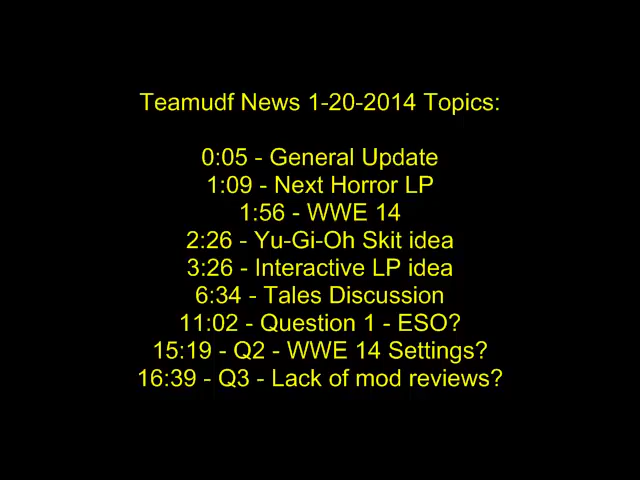 Teamudf News 1-20-2014 Topics:
0:05 - General Update
1:09 - Next Horror LP
1:56 - WWE 14
2:26 - Yu-Gi-Oh Skit idea
3:26 - Interactive LP idea
6:34 - Tales Discussion
11:02 - Question 1 - ESO?
15:19 - Q2 - WWE 14 Settings?
16:39 - Q3 - Lack of mod reviews?